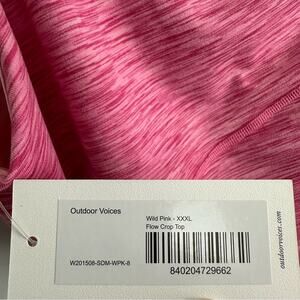 Outdoor Voices
Wild Pink - XXXL
Flow Crop Top
W201508-SDM-WPK-8
840204729662
outdoorvoices.com